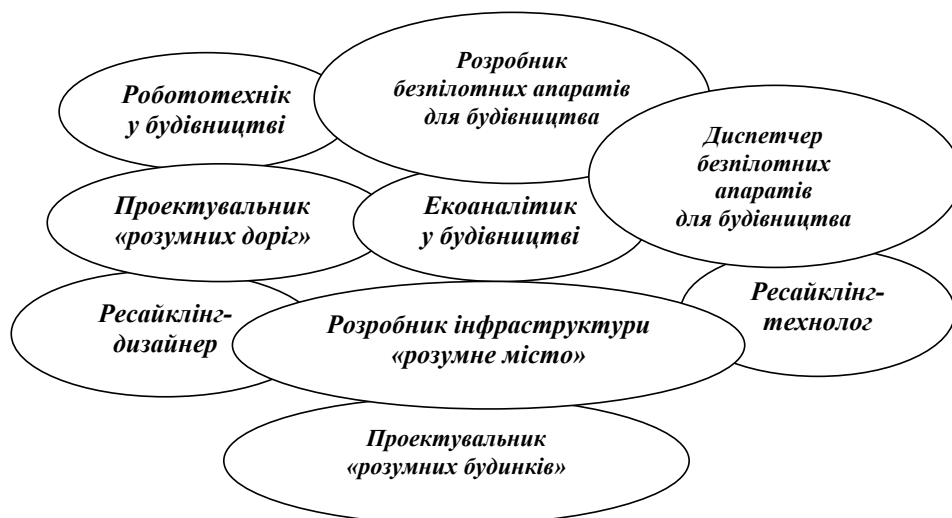 Розробник
безпілотних апаратів
для будівництва
Робототехнік
у будівництві
Диспетчер
безпілотних
апаратів
для будівництва
Проектувальник
«розумних доріг»
Екоаналітик
у будівництві
Ресайклінг-
дизайнер
Розробник інфраструктури
«розумне місто»
Ресайклінг-
технолог
Проектувальник
«розумних будинків»